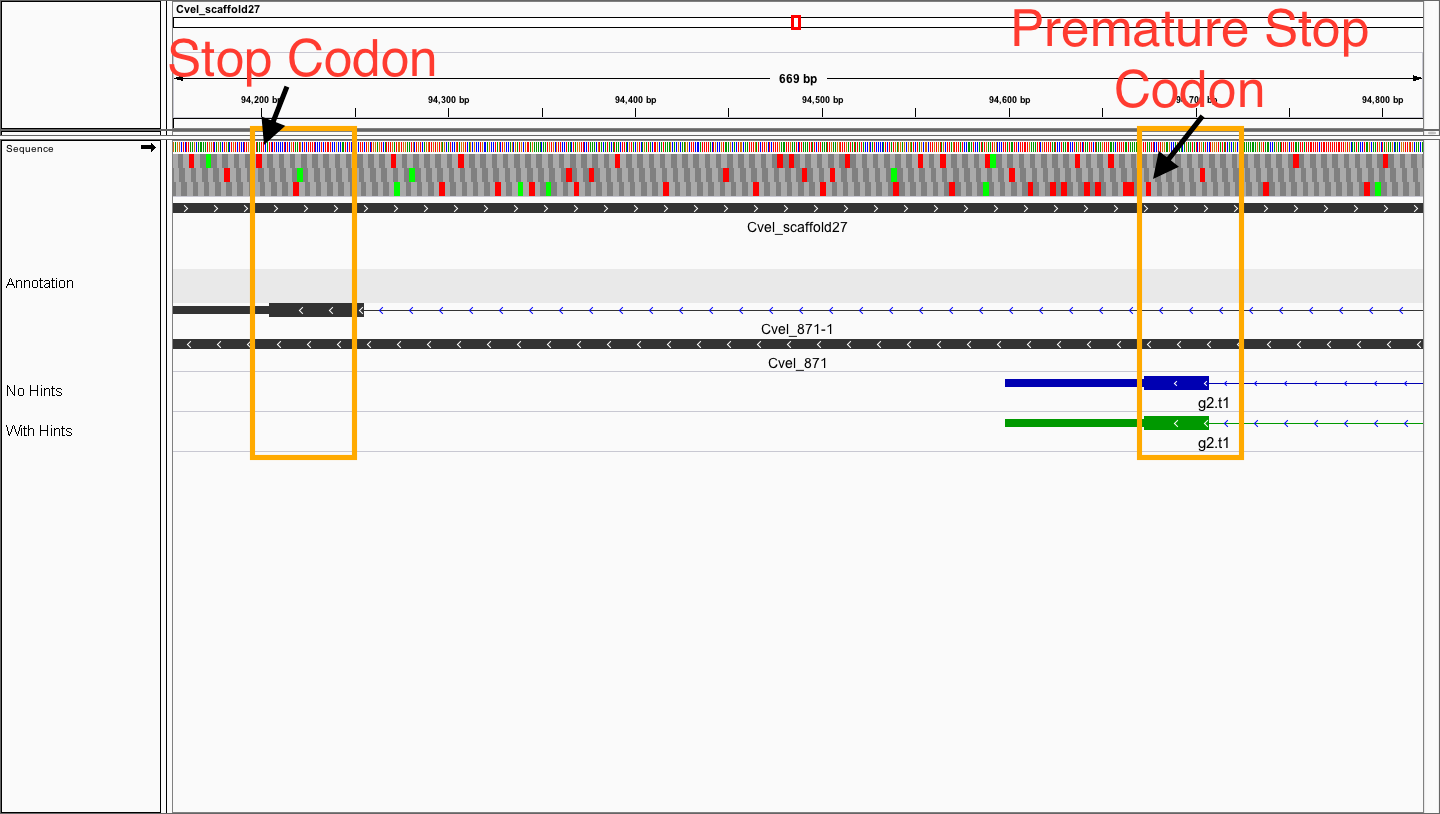 Cvel_scaffold27
Stop Codon
Premature Stop
Codon
669 bp
94,200 bp
94,300 bp
94,400 bp
94,500 bp
94,600 bp
94,700 bp
94,800 bp
Sequence
Cvel_scaffold27
Annotation
Cvel_871-1
Cvel_871
No Hints
g2.t1
With Hints
g2.t1